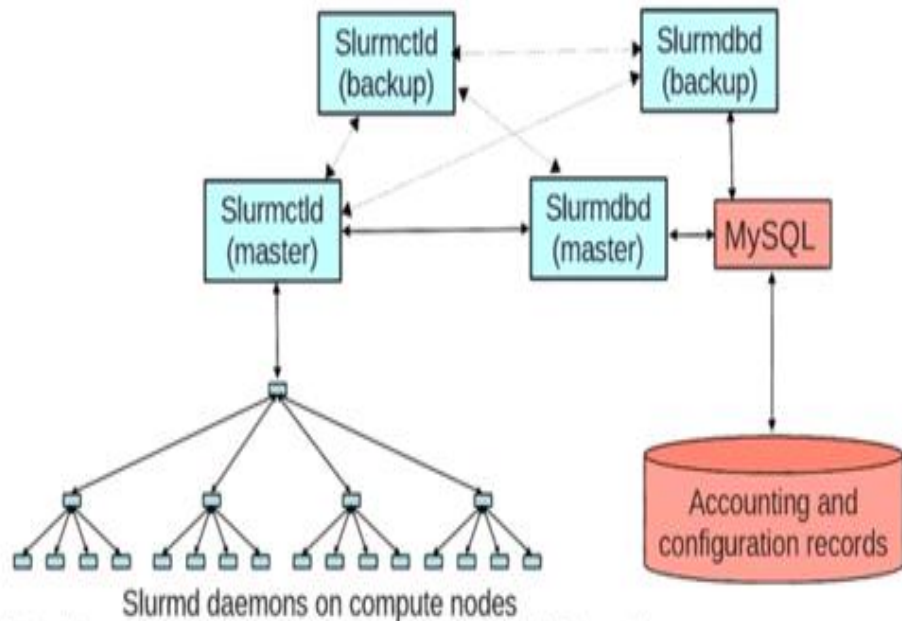 Slurmctld
(backup)
Slurmdbd
(backup)
Slurmctld
(master)
Slurmdbd
(master)
MySQL
Accounting and
configuration records
Slurmd daemons on compute nodes